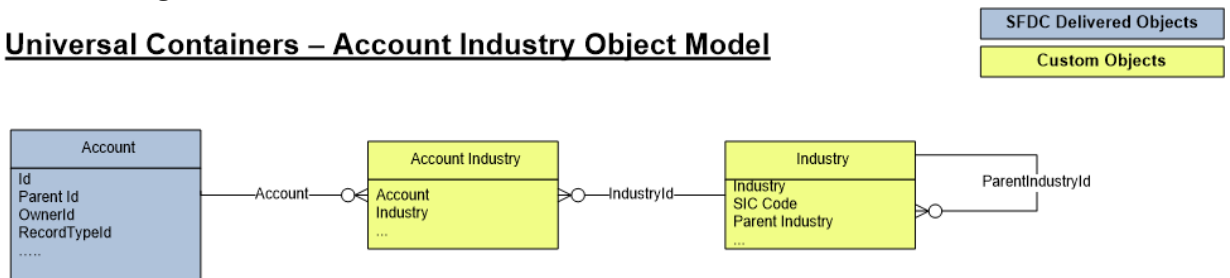 SFDC Delivered Objects
Universal Containers – Account Industry Object Model
Custom Objects
Account
Id
Parent Id
OwnerId
RecordTypeId
.....
Account
Account Industry
Account
Industry
...
IndustryId
Industry
Industry
SIC Code
Parent Industry
...
ParentIndustryId